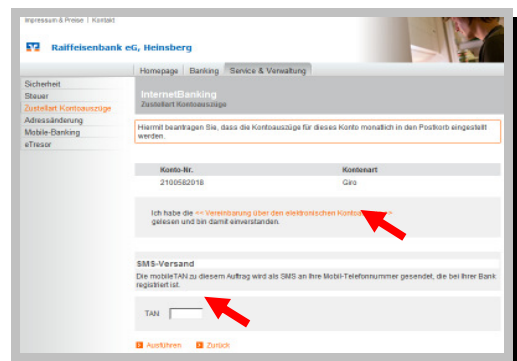 Impressum & Preise | Kontakt
Raiffeisenbank eG, Heinsberg
Homepage Banking Service & Verwaltung
Sicherheit
Steuer
Zustellart Kontoauszüge
Adressänderung
Mobile-Banking
eTresor
InternetBanking
Zustellart Kontoauszüge
Hiermit beantragen Sie, dass die Kontoauszüge für dieses Konto monatlich in den Postkorb eingestellt
werden.
Konto-Nr. Kontenart
2100582018 Giro
Ich habe die << Vereinbarung über den elektronischen >>
gelesen und bin damit einverstanden.
SMS-Versand
Die mobileTAN zu diesem Auftrag wird als SMS an Ihre Mobil-Telefonnummer gesendet, die bei Ihrer Bank
registriert ist.
TAN
Ausführen Zurück